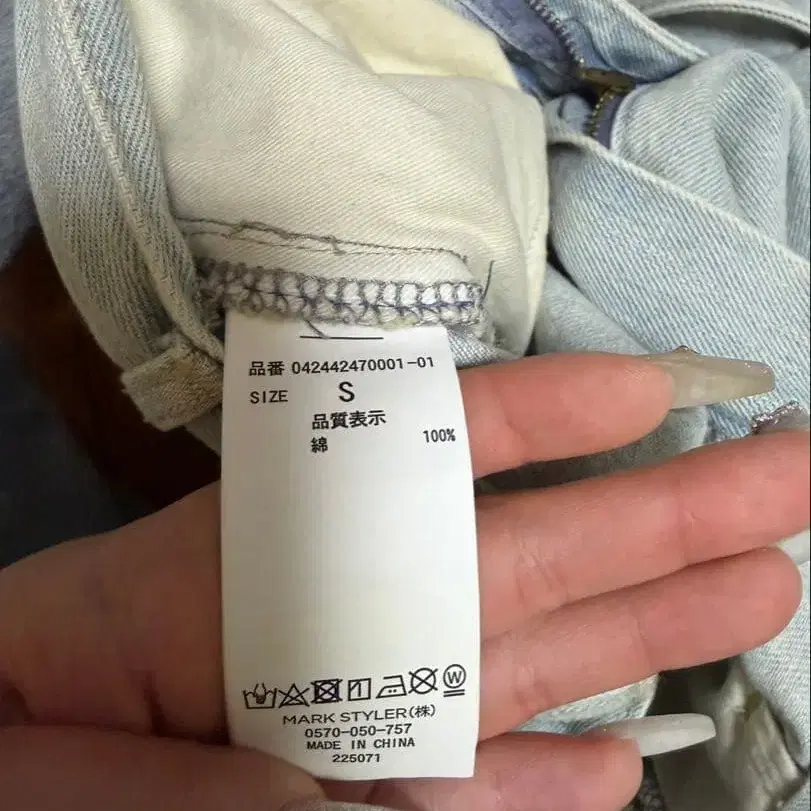 品番 042442470001-01
SIZE S
品質表示
綿 100%
W
MARK STYLER(株)
0570-050-757
MADE IN CHINA
225071